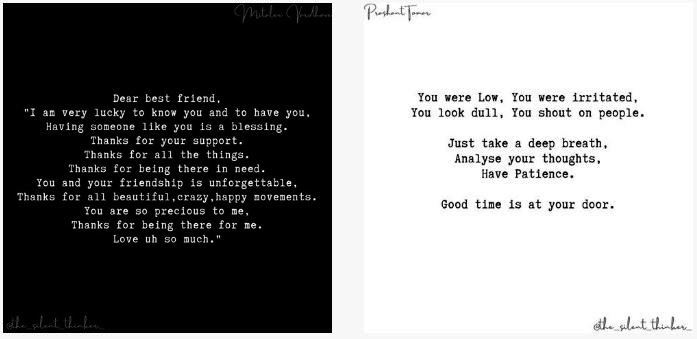 Dear best friend,
"I am very lucky to know you and to have you,
Having someone like you is a blessing.
Thanks for your support.
Thanks for all the things.
Thanks for being there in need.
You and your friendship is unforgettable,
Thanks for all beautiful,crazy,happy movements.
You are so precious to me,
Thanks for being there for me.
Love uh so much."
@the_silent_thinker_
Prashant Tomar
You were Low, You were irritated,
You look dull, You shout on people.
Just take a deep breath,
Analyse your thoughts,
Have Patience.
Good time is at your door.
@the_silent_thinker_